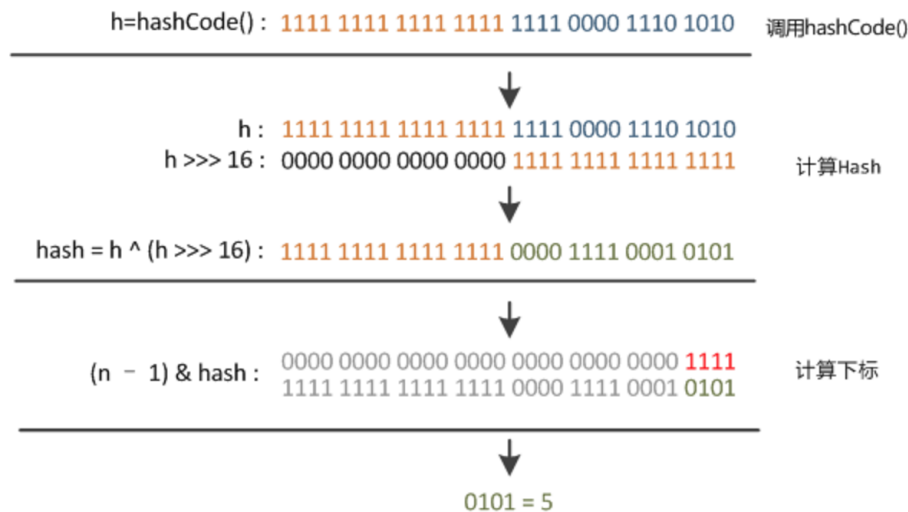 h=hashCode() : 1111 1111 1111 1111 1111 0000 1110 1010 调用hashCode()
h : 1111 1111 1111 1111 1111 0000 1110 1010
h >>> 16 : 0000 0000 0000 0000 1111 1111 1111 1111
计算Hash
hash = h ^ (h >>> 16) : 1111 1111 1111 1111 0000 1111 0001 0101
0000 0000 0000 0000 0000 0000 0000 1111
(n - 1) & hash : 计算下标
1111 1111 1111 1111 0000 1111 0001 0101
0101 = 5